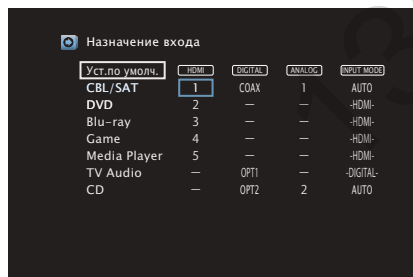 Назначение входа
Уст.по умолч. HDMI DIGITAL ANALOG INPUT MODE
CBL/SAT 1 COAX 1 AUTO
DVD 2 — — -HDMI-
Blu-ray 3 — — -HDMI-
Game 4 — — -HDMI-
Media Player 5 — — -HDMI-
TV Audio — OPT1 — -DIGITAL-
CD — OPT2 2 AUTO